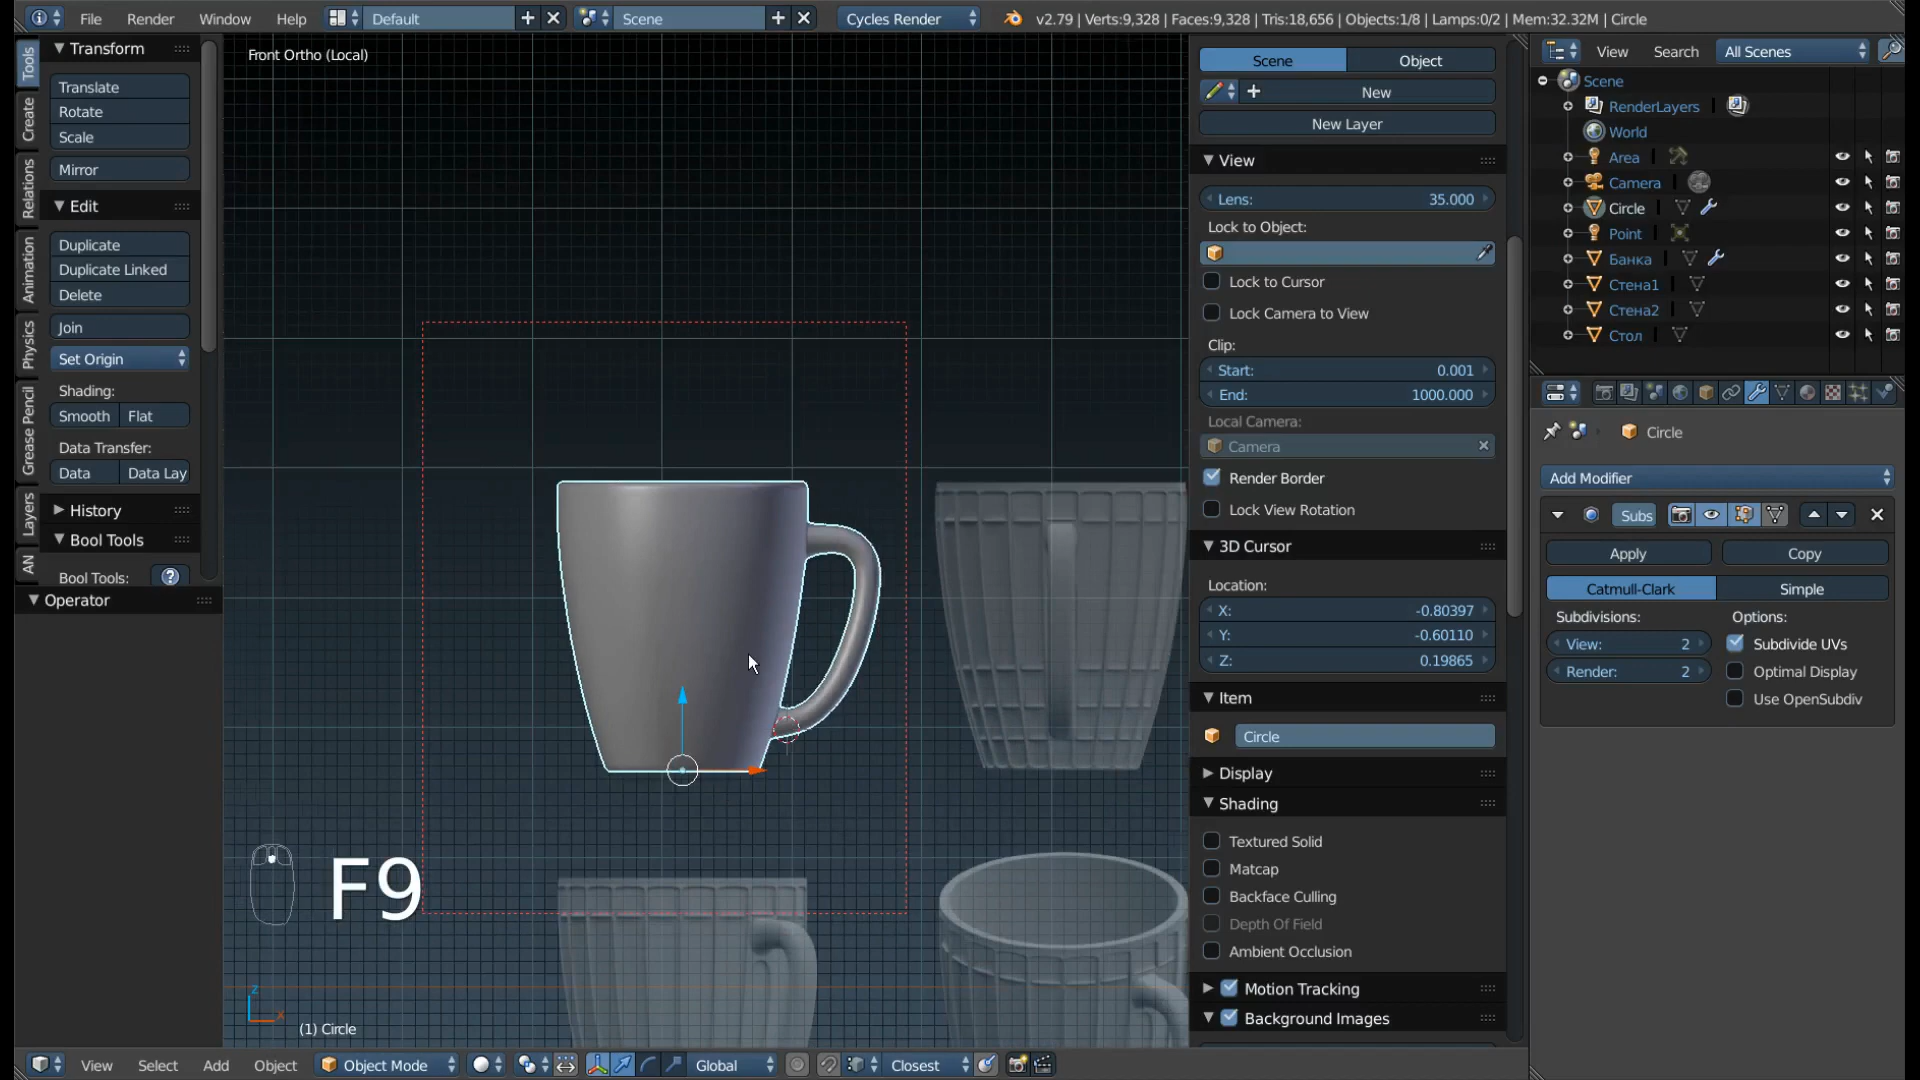 File Render Window Help Default Scene Cycles Render v2.79 | Verts:9,328 | Faces:9,328 | Tris:18,656 | Objects:1/8 | Lamps:0/2 | Mem:32.32M | Circle
Tools
Create
Relations
Animation
Physics
Grease Pencil
Layers
AN
Transform
Translate
Rotate
Scale
Mirror
Edit
Duplicate
Duplicate Linked
Delete
Join
Set Origin
Shading:
Smooth Flat
Data Transfer:
Data Data Lay
History
Bool Tools
Bool Tools:
Operator
Front Ortho (Local)
F9
z
x
(1) Circle
View Select Add Object Object Mode Global Closest
Scene Object
New
New Layer
View
Lens: 35.000
Lock to Object:
Lock to Cursor
Lock Camera to View
Clip:
Start: 0.001
End: 1000.000
Local Camera:
Camera
Render Border
Lock View Rotation
3D Cursor
Location:
X: -0.80397
Y: -0.60110
Z: 0.19865
Item
Circle
Display
Shading
Textured Solid
Matcap
Backface Culling
Depth Of Field
Ambient Occlusion
Motion Tracking
Background Images
View Search All Scenes
Scene
RenderLayers
World
Area
Camera
Circle
Point
Банка
Стена1
Стена2
Стол
Circle
Add Modifier
Subs
Apply Copy
Catmull-Clark Simple
Subdivisions: Options:
View: 2 Subdivide UVs
Render: 2 Optimal Display
Use OpenSubdiv